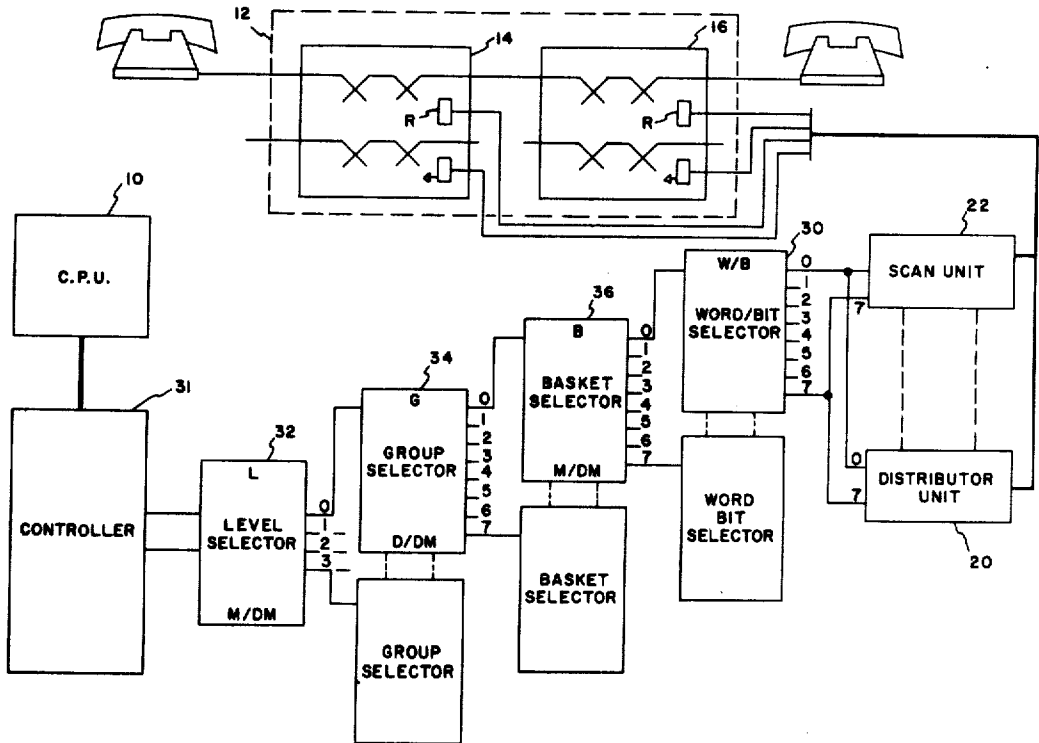 12
14
16
R
R
4
4
10
C.P.U.
31
CONTROLLER
32
L
LEVEL
SELECTOR
M/DM
0
1
2
3
34
G
GROUP
SELECTOR
D/DM
0
1
2
3
4
5
6
7
GROUP
SELECTOR
36
B
BASKET
SELECTOR
M/DM
0
1
2
3
4
5
6
7
BASKET
SELECTOR
30
W/B
WORD/BIT
SELECTOR
0
1
2
3
4
5
6
7
WORD
BIT
SELECTOR
22
SCAN UNIT
7
0
DISTRIBUTOR
UNIT
7
20